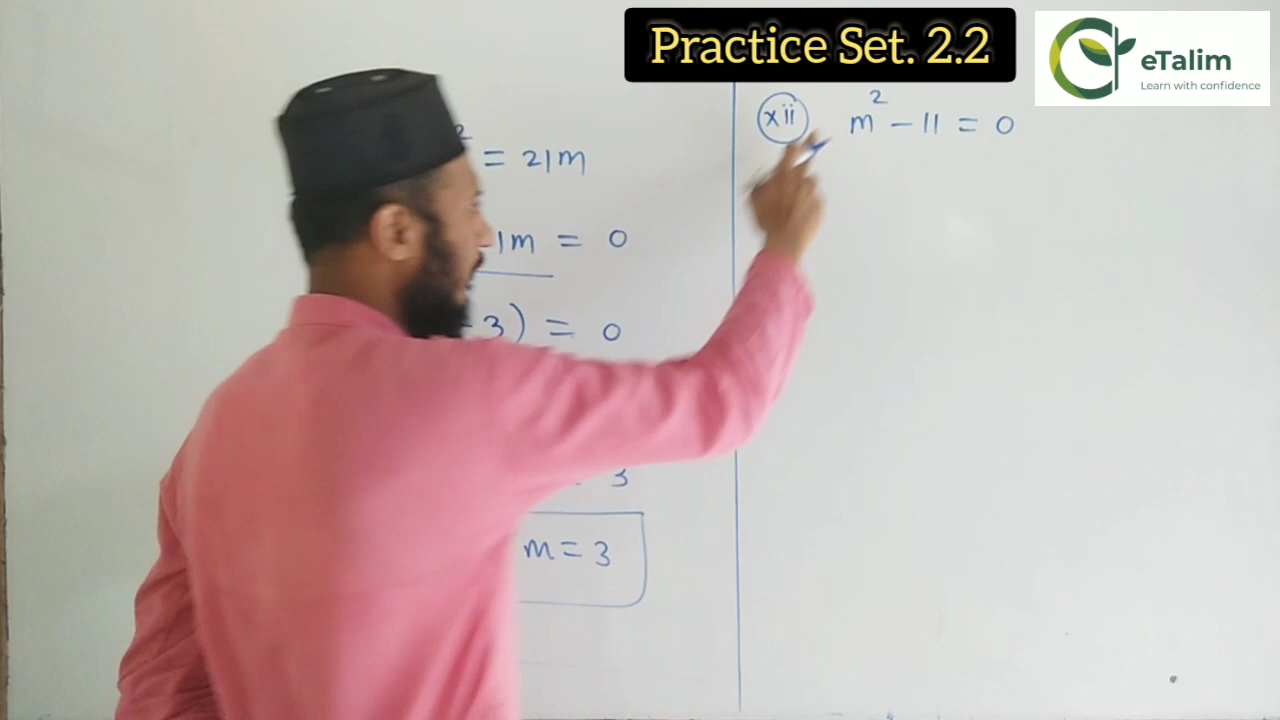 Practice Set. 2.2
eTalim
Learn with confidence
2 = 21m
1m = 0
3) = 0
3
m = 3
xii m² - 11 = 0